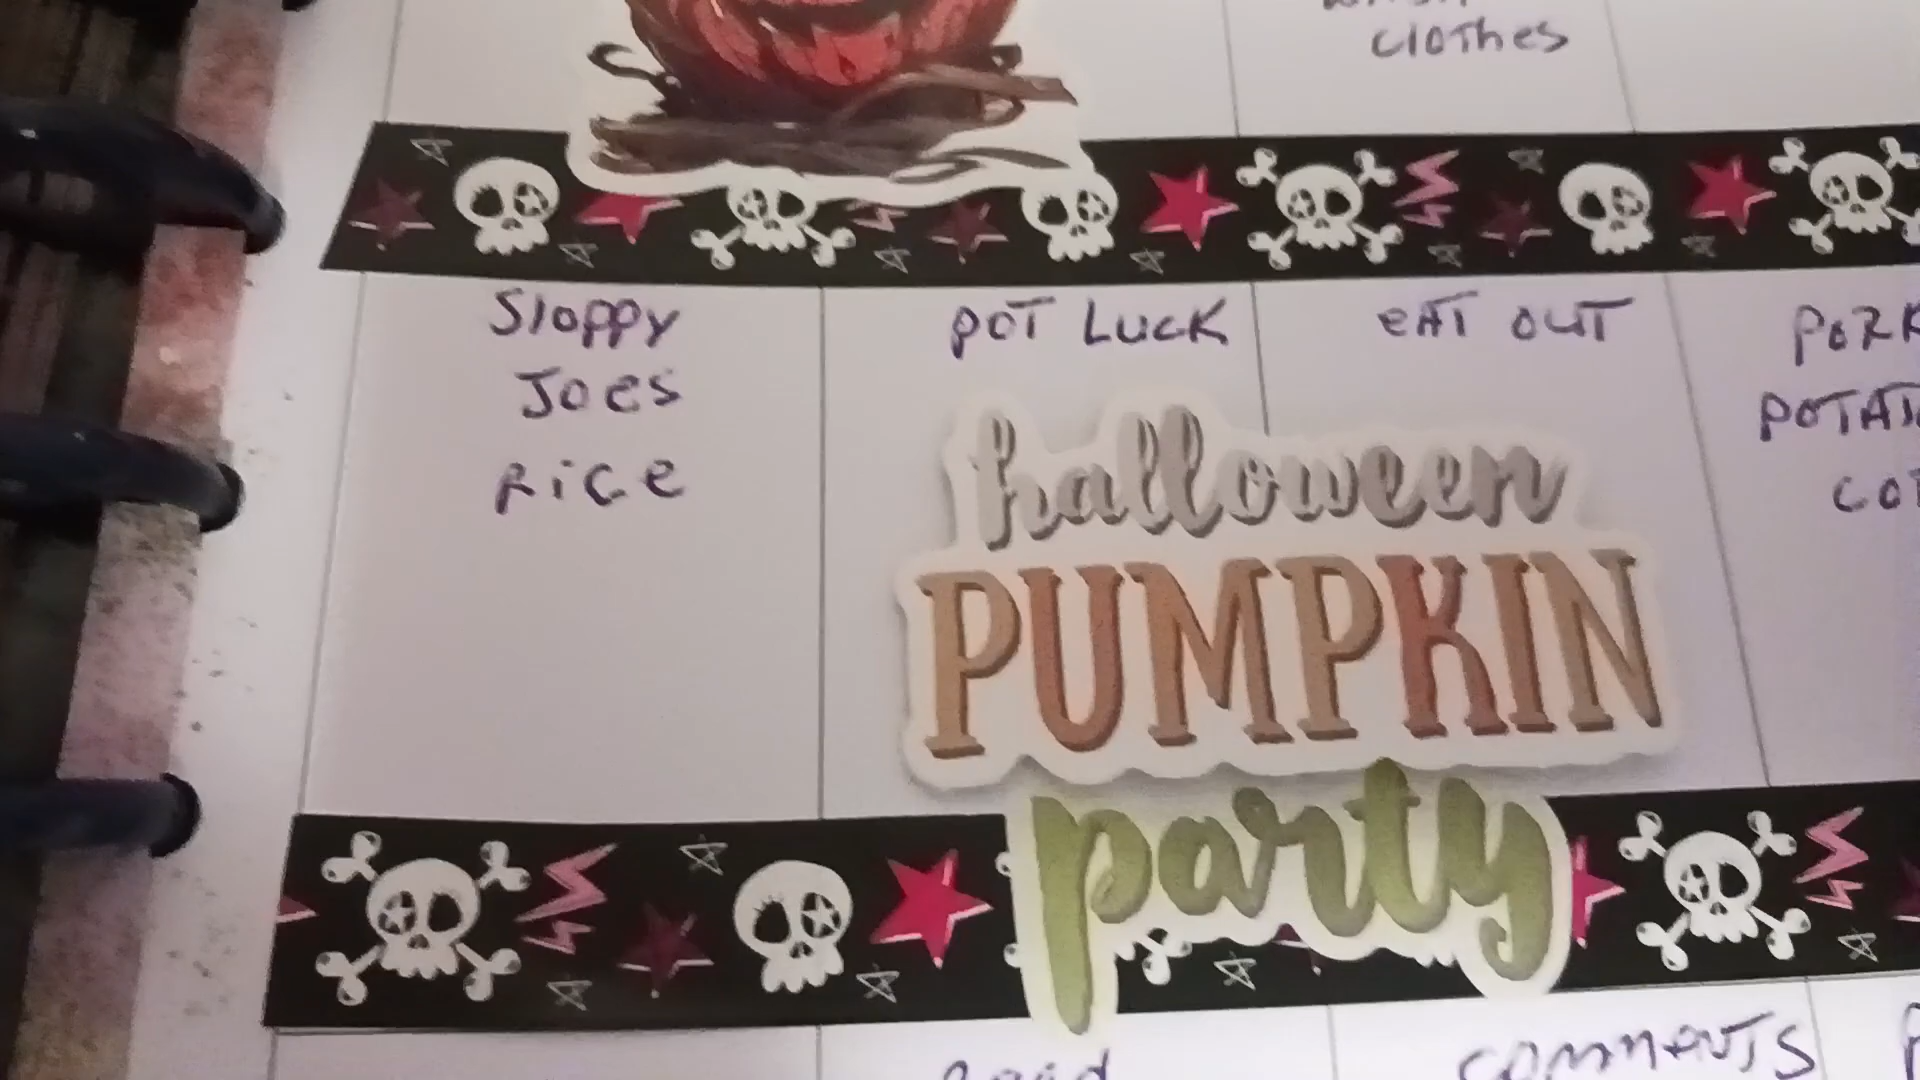 clothes
Sloppy
Joes
Rice
POT LUCK
eAT OUT
halloween
PUMPKIN
party
COMMENTS